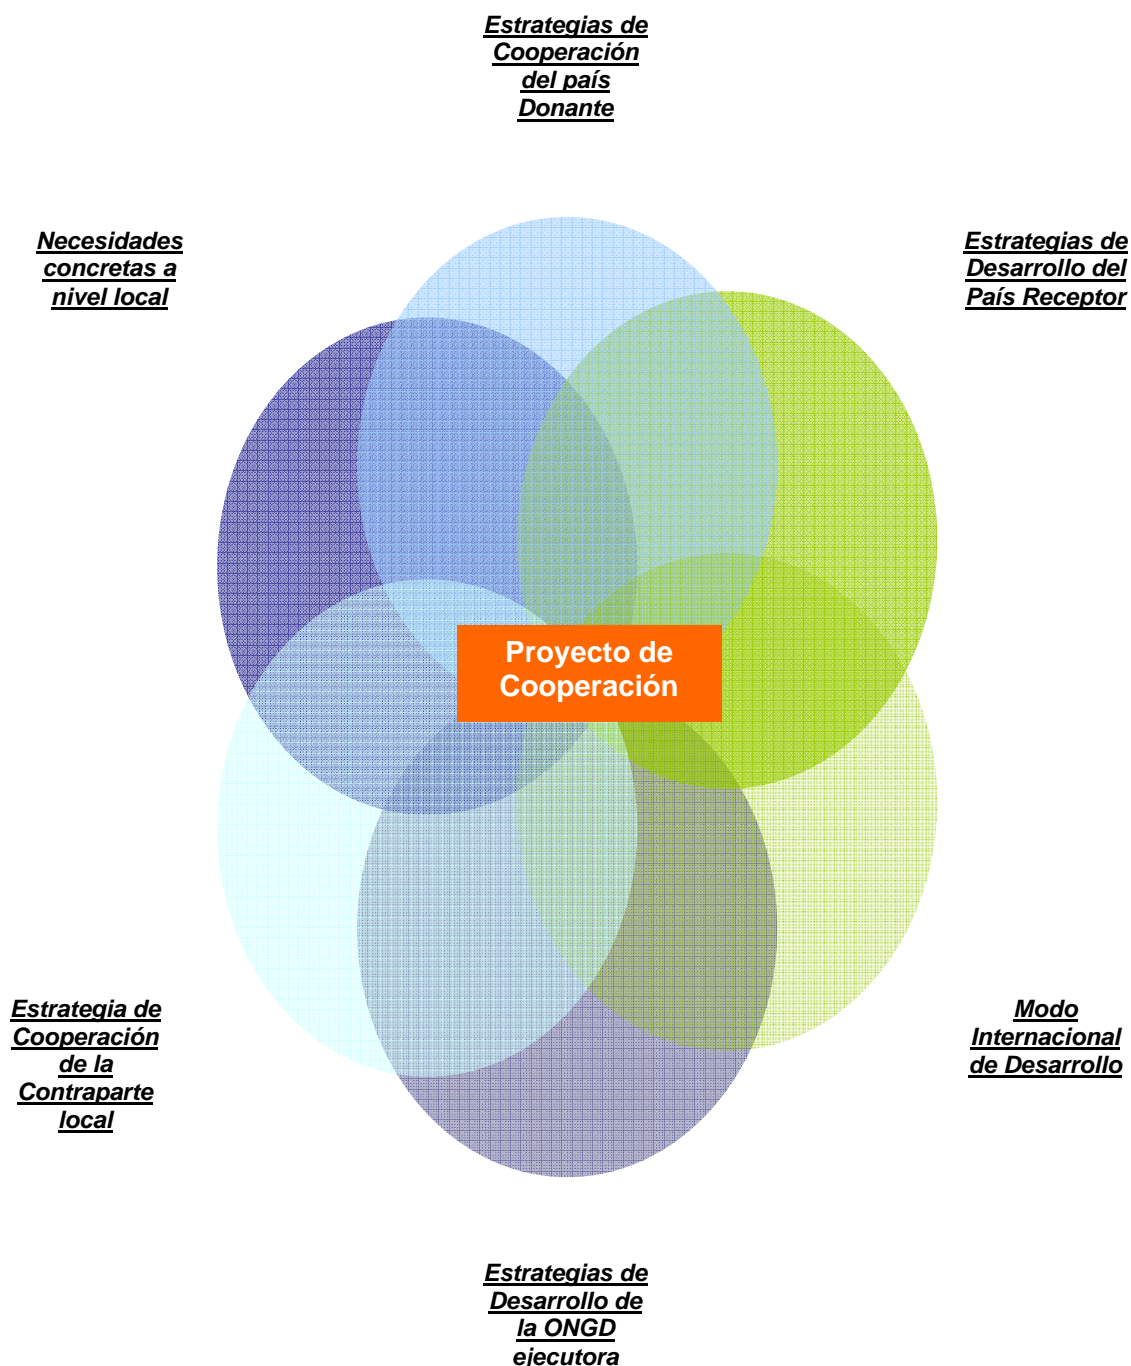 Estrategias de
Cooperación
del país
Donante
Necesidades
concretas a
nivel local
Estrategias de
Desarrollo del
País Receptor
Proyecto de
Cooperación
Estrategia de
Cooperación
de la
Contraparte
local
Modo
Internacional
de Desarrollo
Estrategias de
Desarrollo de
la ONGD
ejecutora